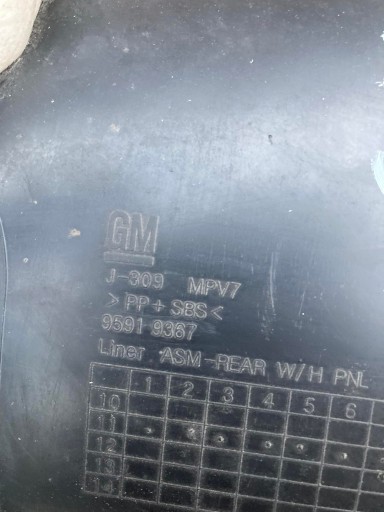 GM
J-309 MPV7
>PP+SBS<
9591 9367
Liner :ASM-REAR W/H PNL
1 2 3 4 5 6
10
11
12
13
14